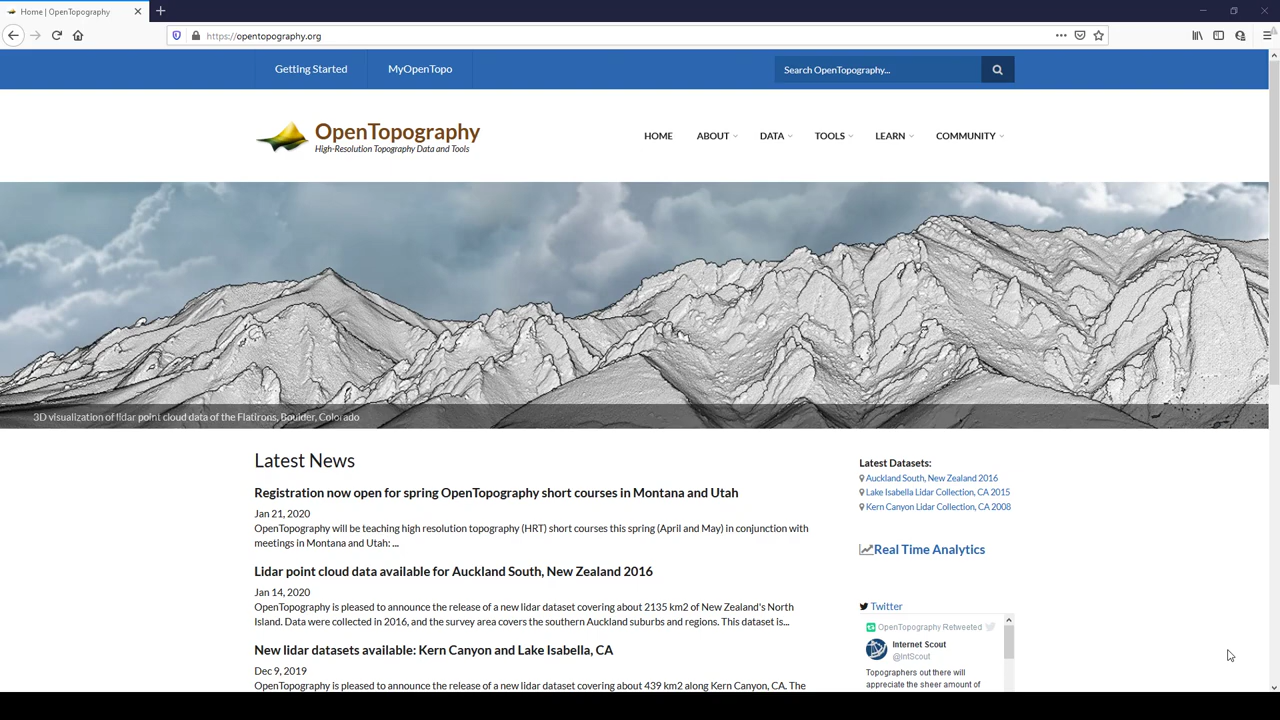 Home | OpenTopography
https://opentopography.org
Getting Started
MyOpenTopo
Search OpenTopography...
OpenTopography
High-Resolution Topography Data and Tools
HOME
ABOUT
DATA
TOOLS
LEARN
COMMUNITY
3D visualization of lidar point cloud data of the Flatirons, Boulder, Colorado
Latest News
Registration now open for spring OpenTopography short courses in Montana and Utah
Jan 21, 2020
OpenTopography will be teaching high resolution topography (HRT) short courses this spring (April and May) in conjunction with
meetings in Montana and Utah: ...
Lidar point cloud data available for Auckland South, New Zealand 2016
Jan 14, 2020
OpenTopography is pleased to announce the release of a new lidar dataset covering about 2135 km2 of New Zealand's North
Island. Data were collected in 2016, and the survey area covers the southern Auckland suburbs and regions. This dataset is...
New lidar datasets available: Kern Canyon and Lake Isabella, CA
Dec 9, 2019
OpenTopography is pleased to announce the release of a new lidar dataset covering about 439 km2 along Kern Canyon, CA. The
Latest Datasets:
Auckland South, New Zealand 2016
Lake Isabella Lidar Collection, CA 2015
Kern Canyon Lidar Collection, CA 2008
Real Time Analytics
Twitter
OpenTopography Retweeted
Internet Scout
@IntScout
Topographers out there will
appreciate the sheer amount of